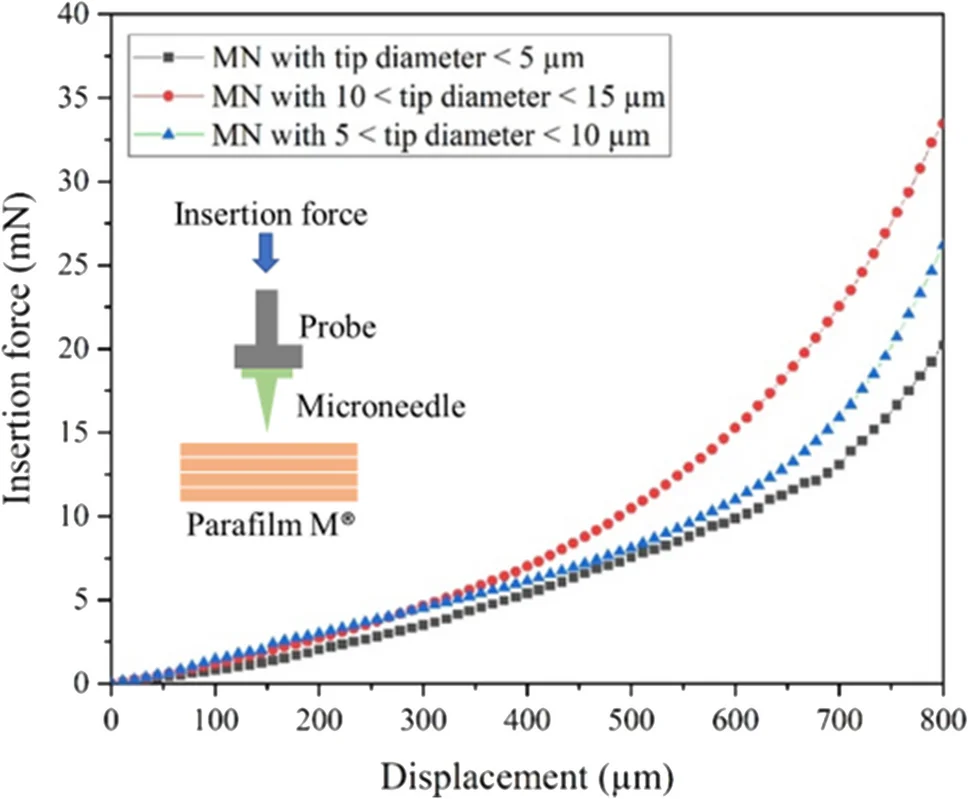 40
35
30
25
20
15
10
5
0
Insertion force (mN)
MN with tip diameter < 5 µm
MN with 10 < tip diameter < 15 µm
MN with 5 < tip diameter < 10 µm
Insertion force
Probe
Microneedle
Parafilm M®
0 100 200 300 400 500 600 700 800
Displacement (µm)